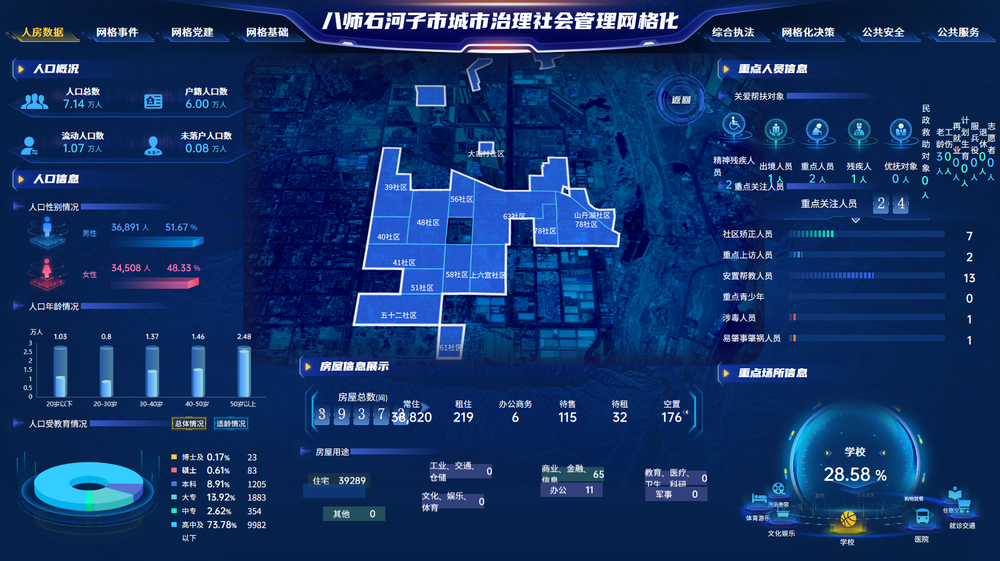 八师石河子市城市治理社会管理网格化
人房数据
网格事件
网格党建
网格基础
综合执法
网格化决策
公共安全
公共服务
人口概况
人口总数
7.14 万人
户籍人口数
6.00 万人
流动人口数
1.07 万人
未落户
未落户人口数
0.08 万人
人口信息
人口性别情况
男性
36,891 人
51.67 %
女性
34,508 人
48.33 %
人口年龄情况
万人
1.03
0.8
1.37
1.46
2.48
3
2.5
2
1.5
1
0.5
0
20岁以下
20-30岁
30-40岁
40-50岁
50岁以上
人口受教育情况
总体情况
适龄情况
博士及 0.17% 23
硕士 0.61% 83
本科 8.91% 1205
大专 13.92% 1883
中专 2.62% 354
高中及 73.78% 9982
以下
返回
大庙村社区
39社区
56社区
63社区
山丹湖社区
78社区
48社区
78社区
40社区
41社区
58社区
上六宫社区
51社区
五十二社区
61社区
房屋信息展示
房屋总数(间)
3 9 3 7
常住
38,820
租住
219
办公商务
6
待售
115
待租
32
空置
176
房屋用途
住宅 39289
其他 0
工业、交通、
仓储
0
文化、娱乐、
体育
0
商业、金融、
信息
65
办公 11
教育、医疗、
卫生、科研
0
军事 0
重点人员信息
关爱帮扶对象
精神残疾人
员
2
出境人员
1 人
重点人员
2 人
残疾人
1 人
优抚对象
0 人
民政救助对象
0
人
老龄
3
人
工伤
0
人
再就业
0
人
计划生育
0
人
服兵役
0
人
退休
0
人
志愿者
0
人
重点关注人员
重点关注人员 2 4
社区矫正人员 7
重点上访人员 2
安置帮教人员 13
重点青少年 0
涉毒人员 1
易肇事肇祸人员 1
重点场所信息
学校
28.58 %
其他
文化交流
购物就餐
洗浴美容
住宿交际
体育游乐
就诊交通
文化娱乐
医院
学校